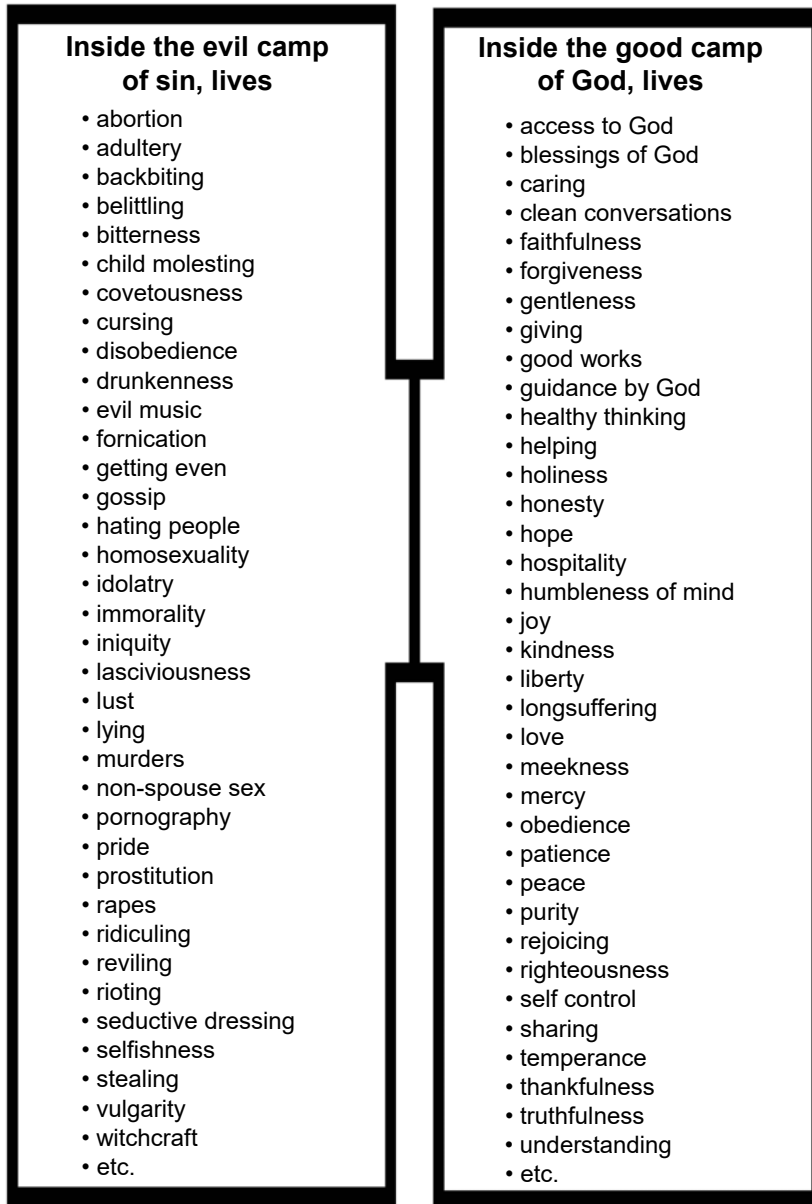 Inside the evil camp
of sin, lives
• abortion
• adultery
• backbiting
• belittling
• bitterness
• child molesting
• covetousness
• cursing
• disobedience
• drunkenness
• evil music
• fornication
• getting even
• gossip
• hating people
• homosexuality
• idolatry
• immorality
• iniquity
• lasciviousness
• lust
• lying
• murders
• non-spouse sex
• pornography
• pride
• prostitution
• rapes
• ridiculing
• reviling
• rioting
• seductive dressing
• selfishness
• stealing
• vulgarity
• witchcraft
• etc.
Inside the good camp
of God, lives
• access to God
• blessings of God
• caring
• clean conversations
• faithfulness
• forgiveness
• gentleness
• giving
• good works
• guidance by God
• healthy thinking
• helping
• holiness
• honesty
• hope
• hospitality
• humbleness of mind
• joy
• kindness
• liberty
• longsuffering
• love
• meekness
• mercy
• obedience
• patience
• peace
• purity
• rejoicing
• righteousness
• self control
• sharing
• temperance
• thankfulness
• truthfulness
• understanding
• etc.